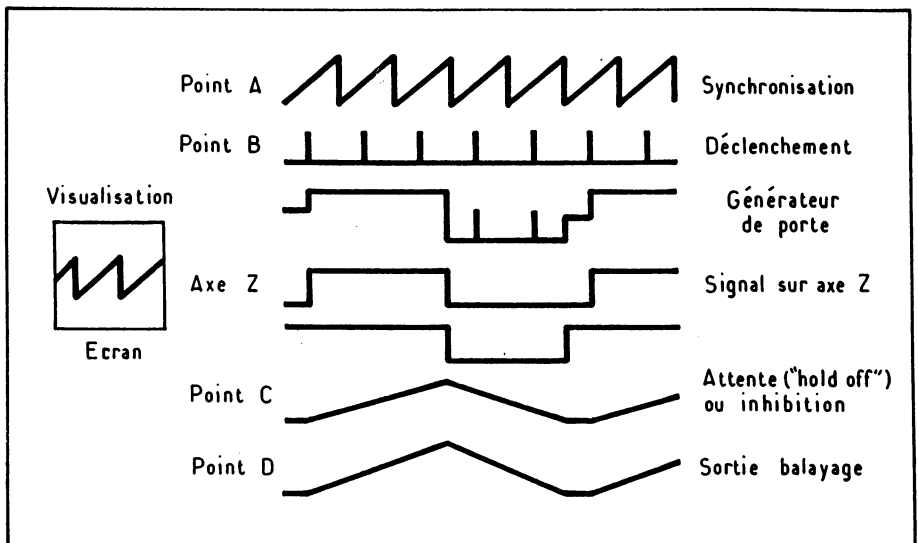 Point A
Synchronisation
Point B
Déclenchement
Visualisation
Générateur
de porte
Axe Z
Signal sur axe Z
Ecran
Point C
Attente ("hold off")
ou inhibition
Point D
Sortie balayage